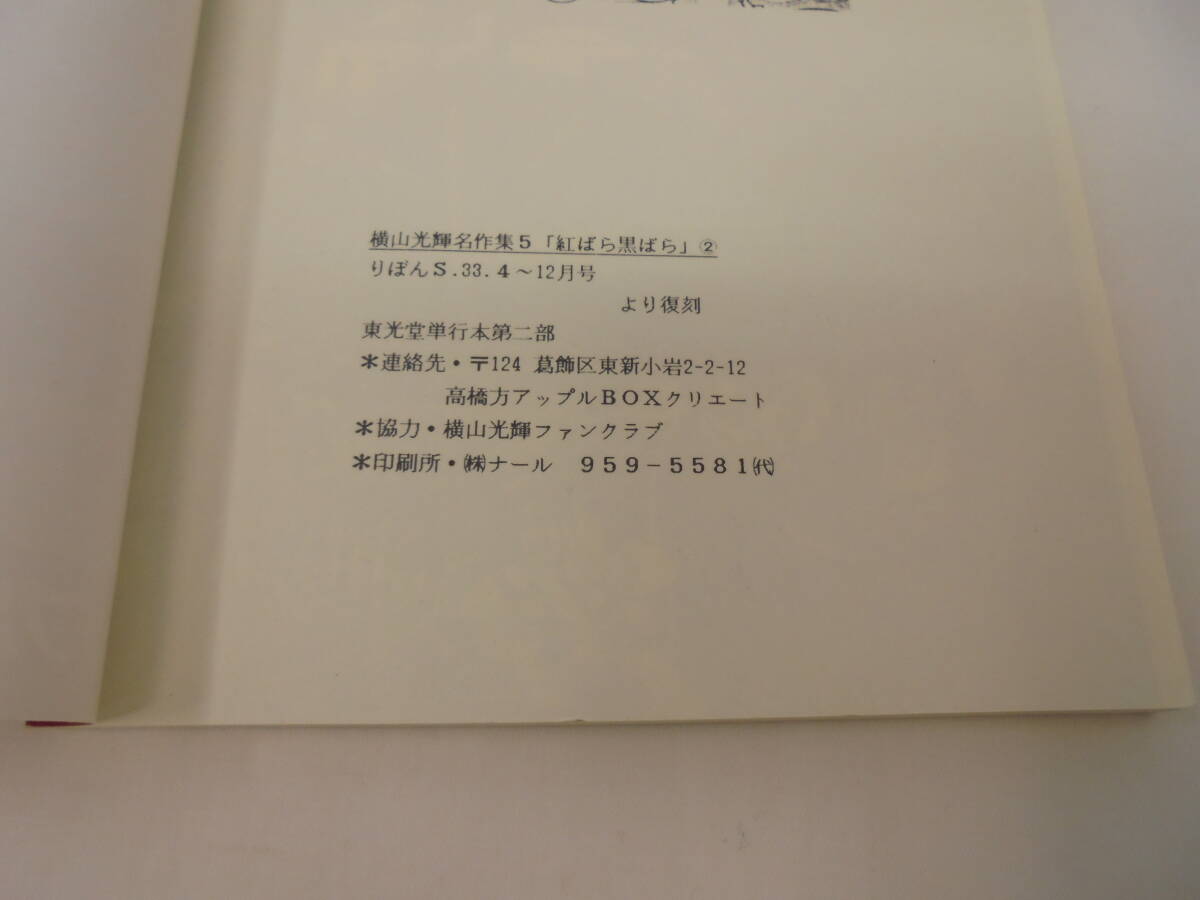 横山光輝名作集5「紅ばら黒ばら」②
りぼんS.33.4～12月号
より復刻
東光堂単行本第二部
＊連絡先・〒124 葛飾区東新小岩2-2-12
高橋方アップルBOXクリエート
＊協力・横山光輝ファンクラブ
＊印刷所・㈱ナール 959-5581㈹